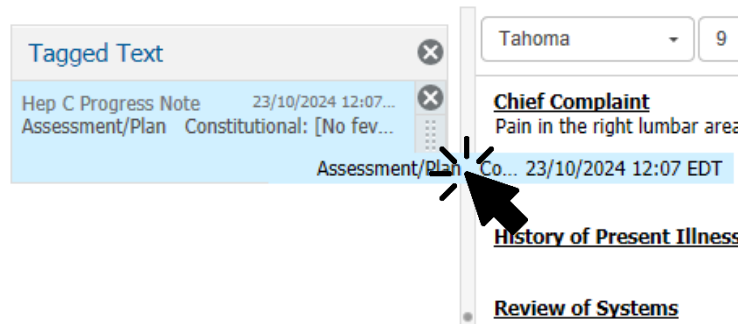 Tagged Text
Hep C Progress Note 23/10/2024 12:07...
Assessment/Plan Constitutional: [No fev...
Assessment/Plan Co... 23/10/2024 12:07 EDT
Tahoma 9
Chief Complaint
Pain in the right lumbar area
History of Present Illness
Review of Systems